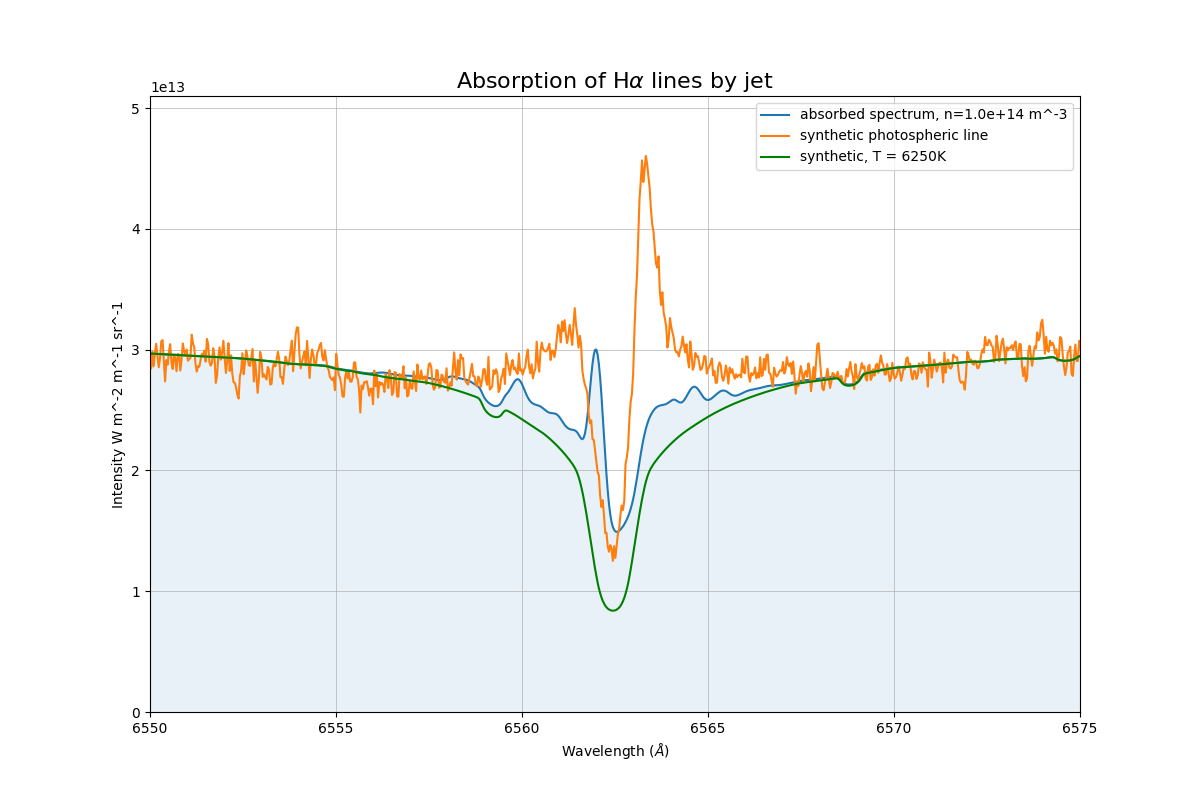 Absorption of Hα lines by jet
1e13
absorbed spectrum, n=1.0e+14 m^-3
synthetic photospheric line
synthetic, T = 6250K
5
4
3
2
1
0
Intensity W m^-2 m^-1 sr^-1
6550 6555 6560 6565 6570 6575
Wavelength (Å)